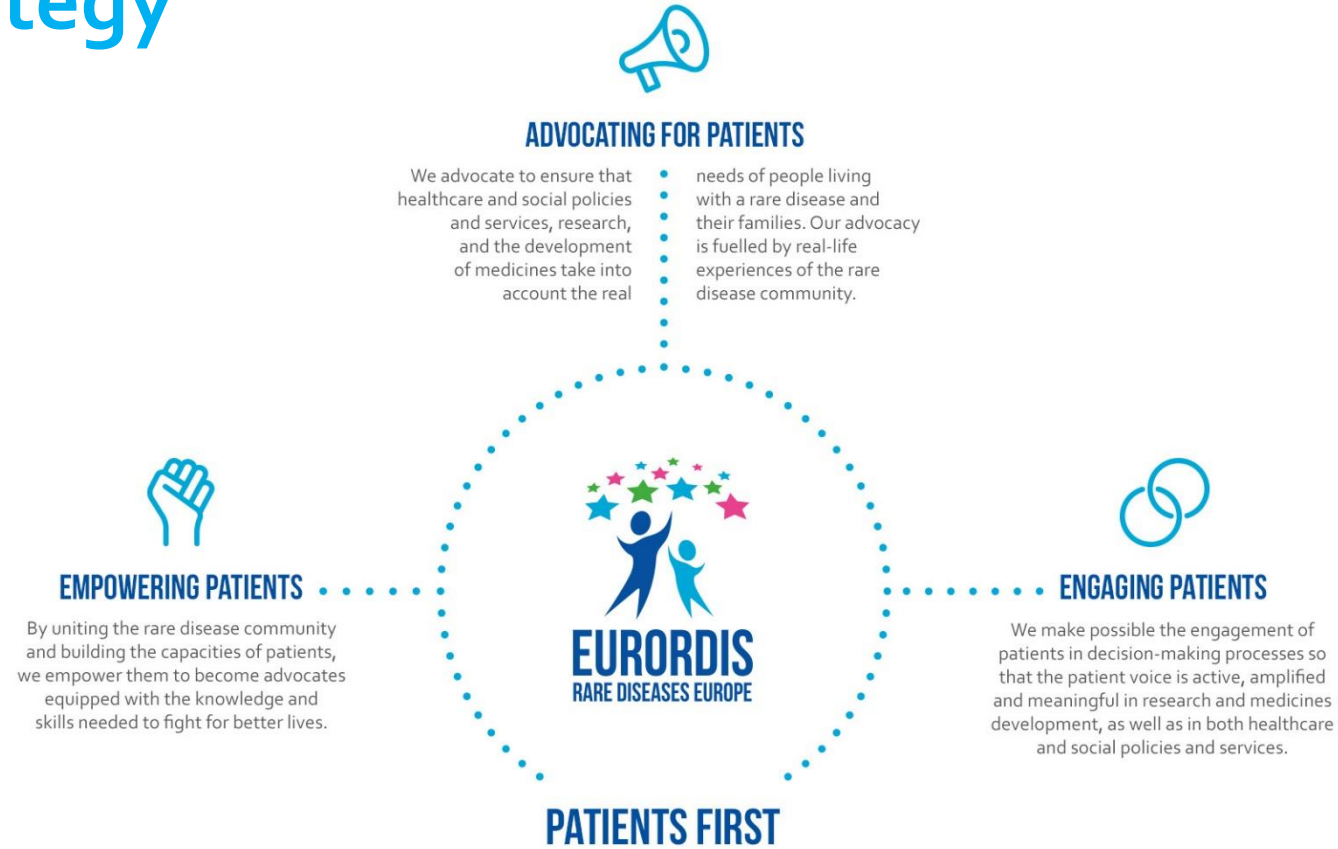 tegy
ADVOCATING FOR PATIENTS
We advocate to ensure that
healthcare and social policies
and services, research,
and the development
of medicines take into
account the real
needs of people living
with a rare disease and
their families. Our advocacy
is fuelled by real-life
experiences of the rare
disease community.
EMPOWERING PATIENTS
By uniting the rare disease community
and building the capacities of patients,
we empower them to become advocates
equipped with the knowledge and
skills needed to fight for better lives.
EURORDIS
RARE DISEASES EUROPE
ENGAGING PATIENTS
We make possible the engagement of
patients in decision-making processes so
that the patient voice is active, amplified
and meaningful in research and medicines
development, as well as in both healthcare
and social policies and services.
PATIENTS FIRST